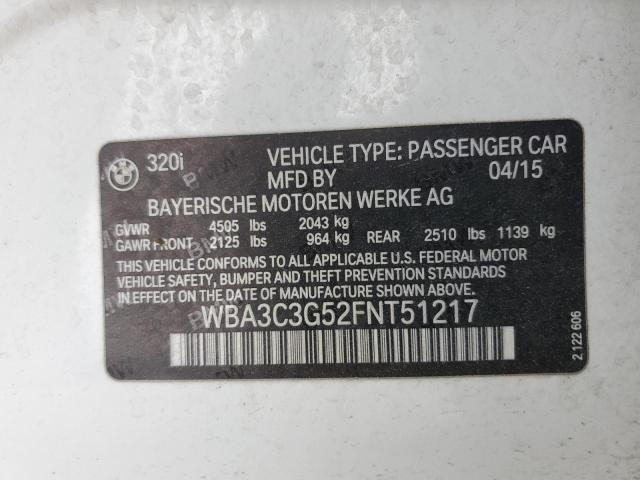 BMW 320i VEHICLE TYPE: PASSENGER CAR
MFD BY 04/15
BAYERISCHE MOTOREN WERKE AG
GVWR 4505 lbs 2043 kg
GAWR FRONT 2125 lbs 964 kg REAR 2510 lbs 1139 kg
THIS VEHICLE CONFORMS TO ALL APPLICABLE U.S. FEDERAL MOTOR
VEHICLE SAFETY, BUMPER AND THEFT PREVENTION STANDARDS
IN EFFECT ON THE DATE OF MANUFACTURE SHOWN ABOVE.
WBA3C3G52FNT51217
2 122 606